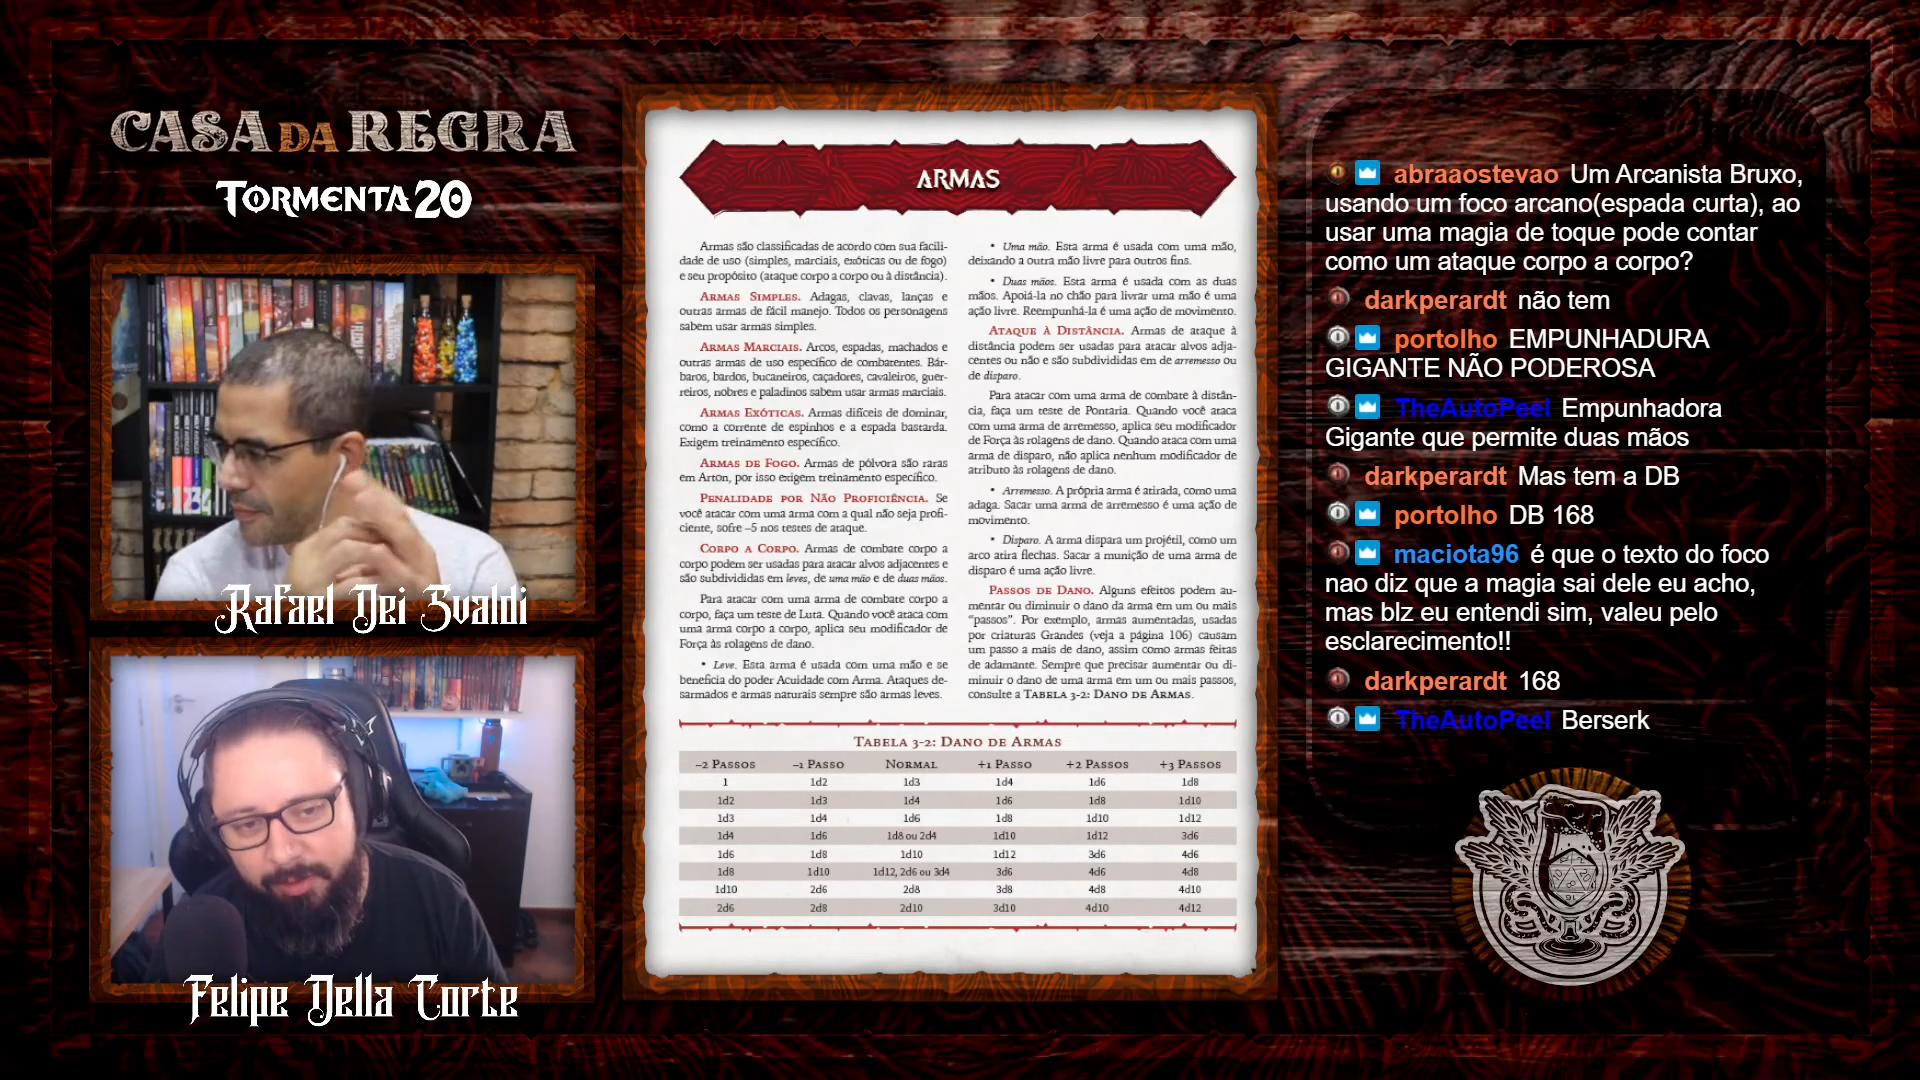 CASA DA REGRA
TORMENTA20
Rafael Dei Svaldi
Felipe Della Corte
ARMAS
Armas são classificadas de acordo com sua facili-
dade de uso (simples, marciais, exóticas ou de fogo)
e seu propósito (ataque corpo a corpo ou à distância).
ARMAS SIMPLES. Adagas, clavas, lanças e
outras armas de fácil manejo. Todos os personagens
sabem usar armas simples.
ARMAS MARCIAIS. Arcos, espadas, machados e
outras armas de uso específico de combatentes. Bár-
baros, bardos, bucaneiros, caçadores, cavaleiros, guer-
reiros, nobres e paladinos sabem usar armas marciais.
ARMAS EXÓTICAS. Armas difíceis de dominar,
como a corrente de espinhos e a espada bastarda.
Exigem treinamento específico.
ARMAS DE FOGO. Armas de pólvora são raras
em Arton, por isso exigem treinamento específico.
PENALIDADE POR NÃO PROFICIÊNCIA. Se
você atacar com uma arma com a qual não seja profi-
ciente, sofre –5 nos testes de ataque.
CORPO A CORPO. Armas de combate corpo a
corpo podem ser usadas para atacar alvos adjacentes e
são subdivididas em leves, de uma mão e de duas mãos.
Para atacar com uma arma de combate corpo a
corpo, faça um teste de Luta. Quando você ataca com
uma arma corpo a corpo, aplica seu modificador de
Força às rolagens de dano.
• Leve. Esta arma é usada com uma mão e se
beneficia do poder Acuidade com Arma. Ataques de-
sarmados e armas naturais sempre são armas leves.
• Uma mão. Esta arma é usada com uma mão,
deixando a outra mão livre para outros fins.
• Duas mãos. Esta arma é usada com as duas
mãos. Apoiá-la no chão para livrar uma mão é uma
ação livre. Reempunhá-la é uma ação de movimento.
ATAQUE À DISTÂNCIA. Armas de ataque à
distância podem ser usadas para atacar alvos adja-
centes ou não e são subdivididas em de arremesso ou
de disparo.
Para atacar com uma arma de combate à distân-
cia, faça um teste de Pontaria. Quando você ataca
com uma arma de arremesso, aplica seu modificador
de Força às rolagens de dano. Quando ataca com uma
arma de disparo, não aplica nenhum modificador de
atributo às rolagens de dano.
• Arremesso. A própria arma é atirada, como uma
adaga. Sacar uma arma de arremesso é uma ação de
movimento.
• Disparo. A arma dispara um projétil, como um
arco atira flechas. Sacar a munição de uma arma de
disparo é uma ação livre.
PASSOS DE DANO. Alguns efeitos podem au-
mentar ou diminuir o dano da arma em um ou mais
“passos”. Por exemplo, armas aumentadas, usadas
por criaturas Grandes (veja a página 106) causam
um passo a mais de dano, assim como armas feitas
de adamante. Sempre que precisar aumentar ou di-
minuir o dano de uma arma em um ou mais passos,
consulte a TABELA 3-2: DANO DE ARMAS.
TABELA 3-2: DANO DE ARMAS
–2 PASSOS –1 PASSO NORMAL +1 PASSO +2 PASSOS +3 PASSOS
1 1d2 1d3 1d4 1d6 1d8
1d2 1d3 1d4 1d6 1d8 1d10
1d3 1d4 1d6 1d8 1d10 1d12
1d4 1d6 1d8 ou 2d4 1d10 1d12 3d6
1d6 1d8 1d10 1d12 3d6 4d6
1d8 1d10 1d12, 2d6 ou 3d4 3d6 4d6 4d8
1d10 2d6 2d8 3d8 4d8 4d10
2d6 2d8 2d10 3d10 4d10 4d12
abraaostevao Um Arcanista Bruxo,
usando um foco arcano(espada curta), ao
usar uma magia de toque pode contar
como um ataque corpo a corpo?
darkperardt não tem
portolho EMPUNHADURA
GIGANTE NÃO PODEROSA
TheAutoPeel Empunhadora
Gigante que permite duas mãos
darkperardt Mas tem a DB
portolho DB 168
maciota96 é que o texto do foco
nao diz que a magia sai dele eu acho,
mas blz eu entendi sim, valeu pelo
esclarecimento!!
darkperardt 168
TheAutoPeel Berserk